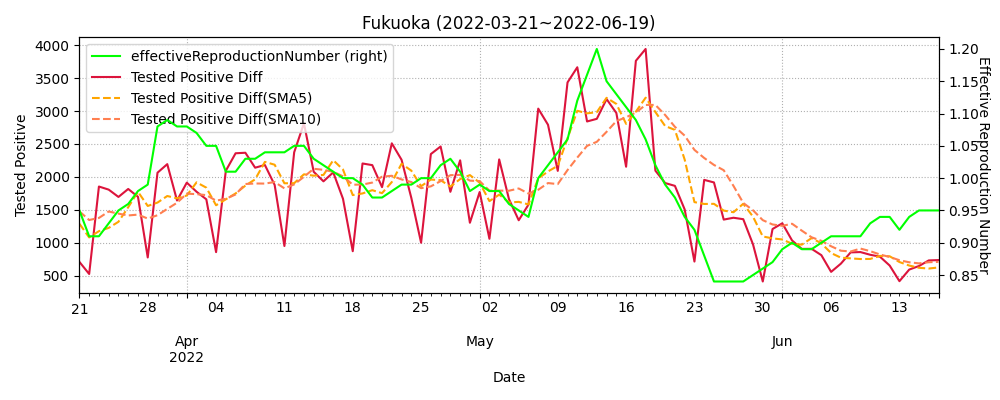 Fukuoka (2022-03-21~2022-06-19)
effectiveReproductionNumber (right)
Tested Positive Diff
Tested Positive Diff(SMA5)
Tested Positive Diff(SMA10)
Tested Positive
4000
3500
3000
2500
2000
1500
1000
500
1.20
1.15
1.10
1.05
1.00
0.95
0.90
0.85
Effective Reproduction Number
21 28 04 11 18 25 02 09 16 23 30 06 13
Apr May Jun
2022
Date